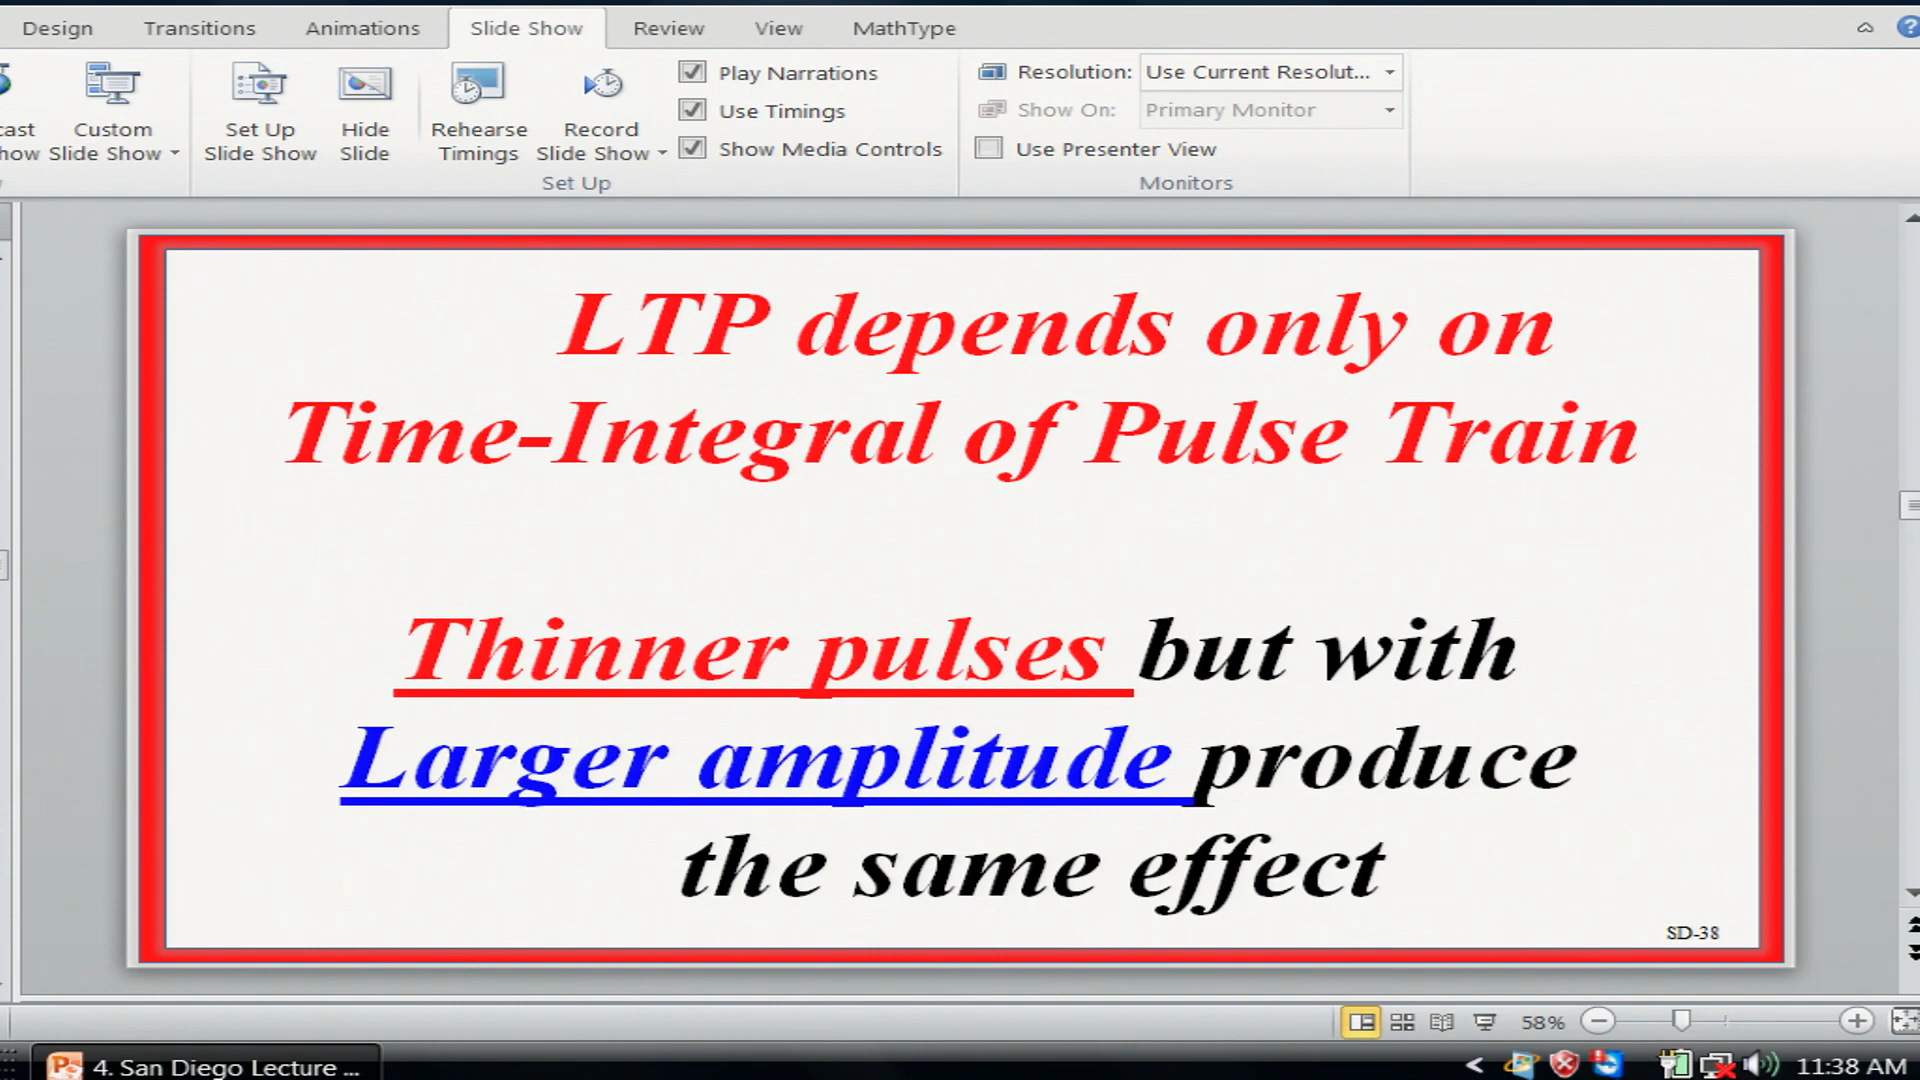 Design Transitions Animations Slide Show Review View MathType
Play Narrations
Resolution: Use Current Resolut...
Use Timings
Show On: Primary Monitor
cast Custom Set Up Hide Rehearse Record
how Slide Show Slide Show Slide Timings Slide Show
Show Media Controls
Use Presenter View
Set Up Monitors
LTP depends only on
Time-Integral of Pulse Train
Thinner pulses but with
Larger amplitude produce
the same effect
SD-38
58%
4. San Diego Lecture ...
11:38 AM